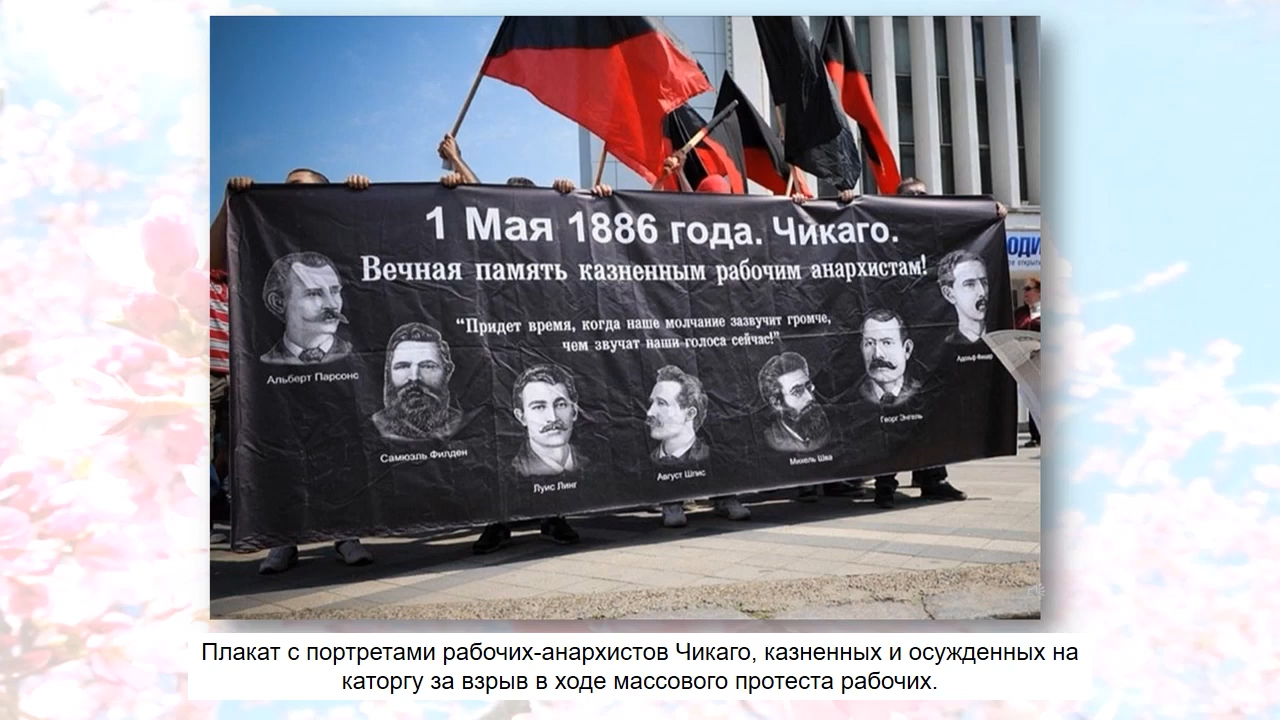 1 Мая 1886 года. Чикаго.
Вечная память казненным рабочим анархистам!
“Придет время, когда наше молчание зазвучит громче,
чем звучат наши голоса сейчас!”
Альберт Парсонс
Самюэль Филден
Луис Линг
Август Шпис
Михель Шва
Георг Энгель
Адольф Фишер
Плакат с портретами рабочих-анархистов Чикаго, казненных и осужденных на
каторгу за взрыв в ходе массового протеста рабочих.